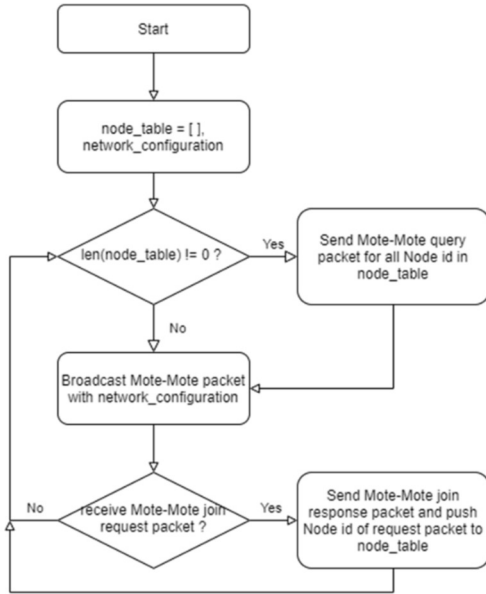 Start
node_table = [ ],
network_configuration
len(node_table) != 0 ?
Yes
Send Mote-Mote query
packet for all Node id in
node_table
No
Broadcast Mote-Mote packet
with network_configuration
No
receive Mote-Mote join
request packet ?
Yes
Send Mote-Mote join
response packet and push
Node id of request packet to
node_table